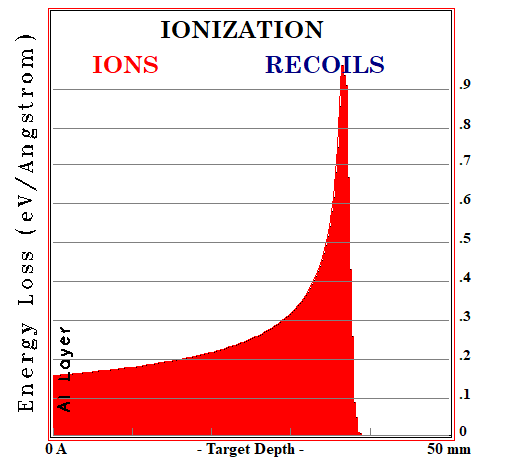 IONIZATION
IONS RECOILS
Energy Loss (eV/Angstrom)
.9
.8
.7
.6
.5
.4
.3
.2
.1
0
Al Layer
0 A - Target Depth - 50 mm